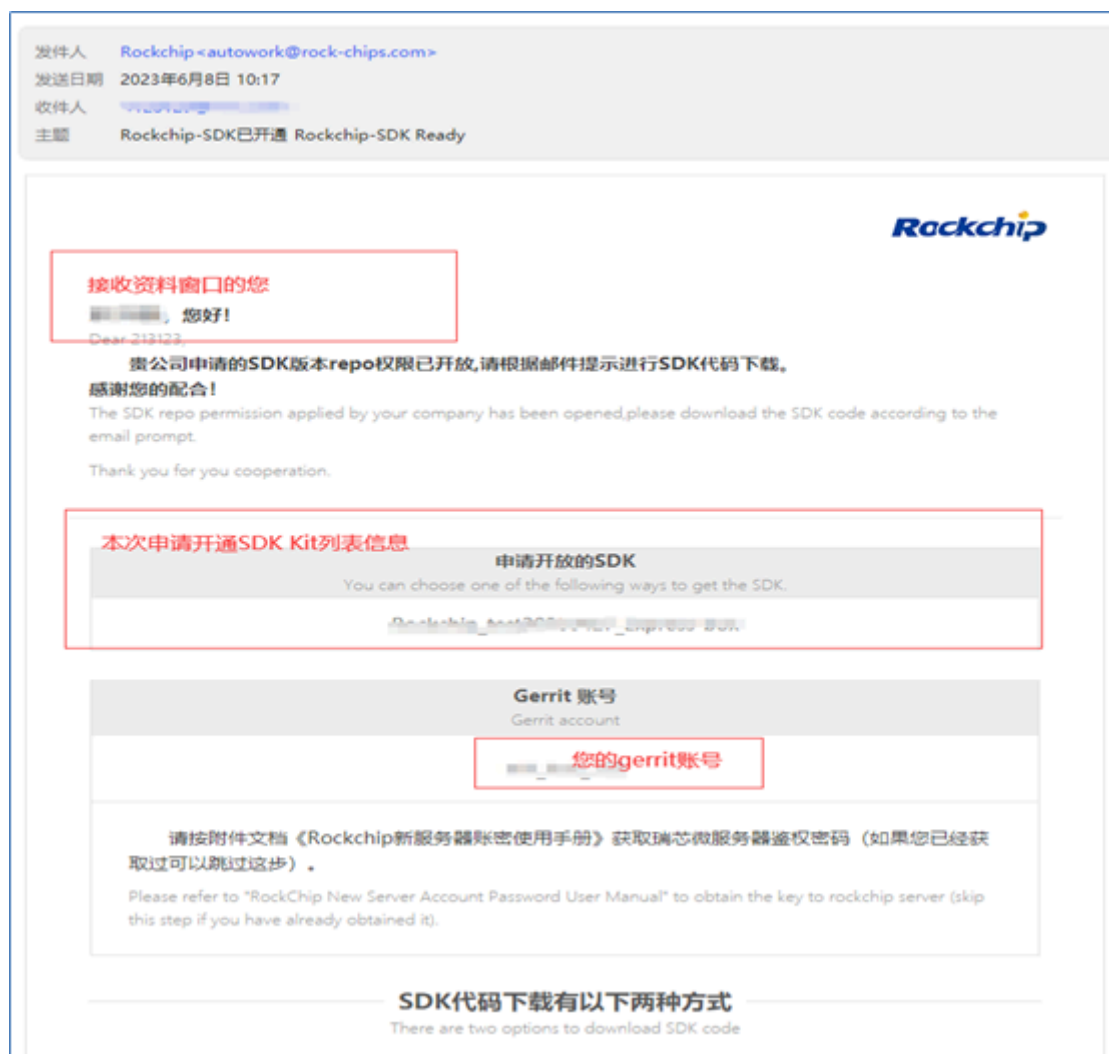 发件人 Rockchip<autowork@rock-chips.com>
发送日期 2023年6月8日 10:17
收件人
主题 Rockchip-SDK已开通 Rockchip-SDK Ready
Rockchip
接收资料窗口的您
，您好！
Dear 213123,
贵公司申请的SDK版本repo权限已开放,请根据邮件提示进行SDK代码下载。
感谢您的配合！
The SDK repo permission applied by your company has been opened,please download the SDK code according to the
email prompt.
Thank you for you cooperation.
本次申请开通SDK Kit列表信息
申请开放的SDK
You can choose one of the following ways to get the SDK.
Gerrit 账号
Gerrit account
您的gerrit账号
请按附件文档《Rockchip新服务器账密使用手册》获取瑞芯微服务器鉴权密码（如果您已经获
取过可以跳过这步）。
Please refer to "RockChip New Server Account Password User Manual" to obtain the key to rockchip server (skip
this step if you have already obtained it).
SDK代码下载有以下两种方式
There are two options to download SDK code